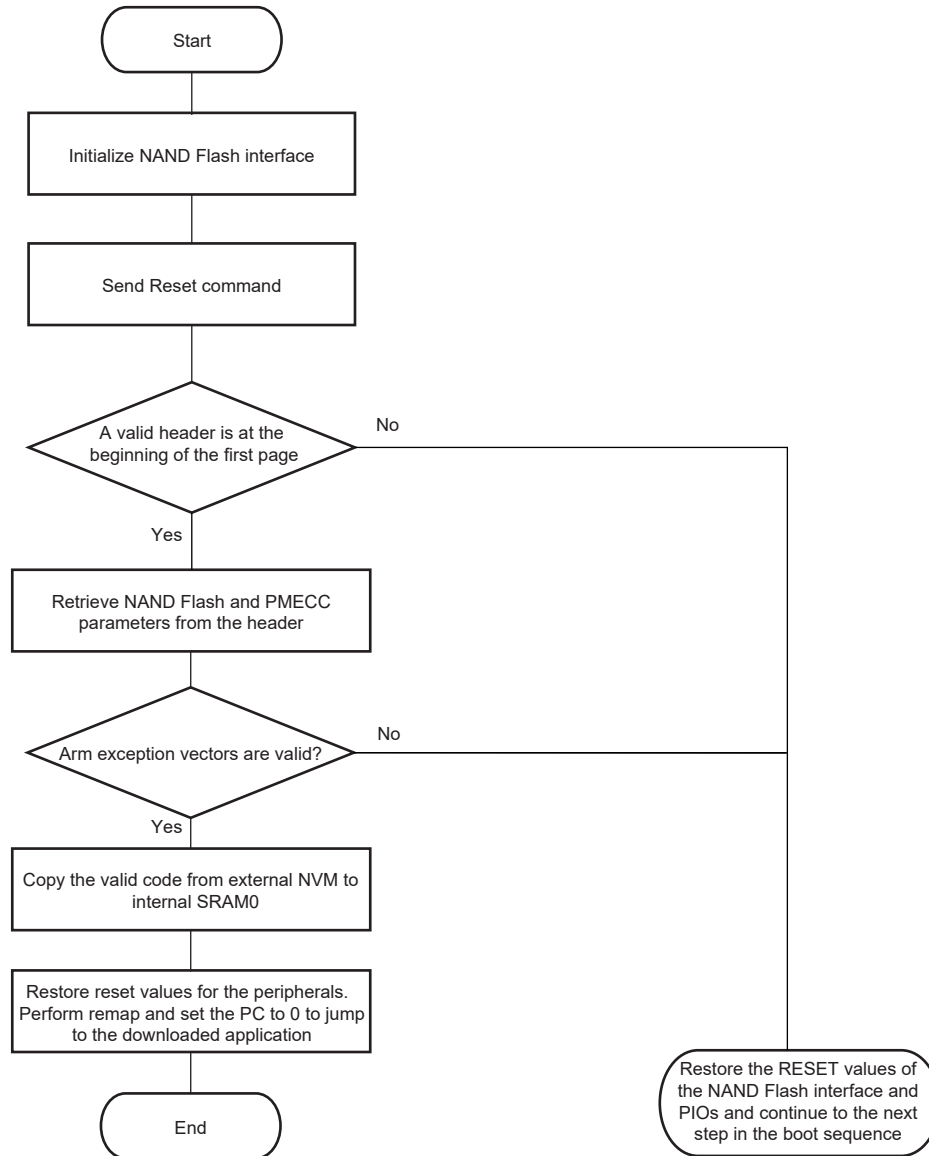 Start
Initialize NAND Flash interface
Send Reset command
A valid header is at the
beginning of the first page
No
Yes
Retrieve NAND Flash and PMECC
parameters from the header
Arm exception vectors are valid?
No
Yes
Copy the valid code from external NVM to
internal SRAM0
Restore reset values for the peripherals.
Perform remap and set the PC to 0 to jump
to the downloaded application
End
Restore the RESET values of
the NAND Flash interface and
PIOs and continue to the next
step in the boot sequence